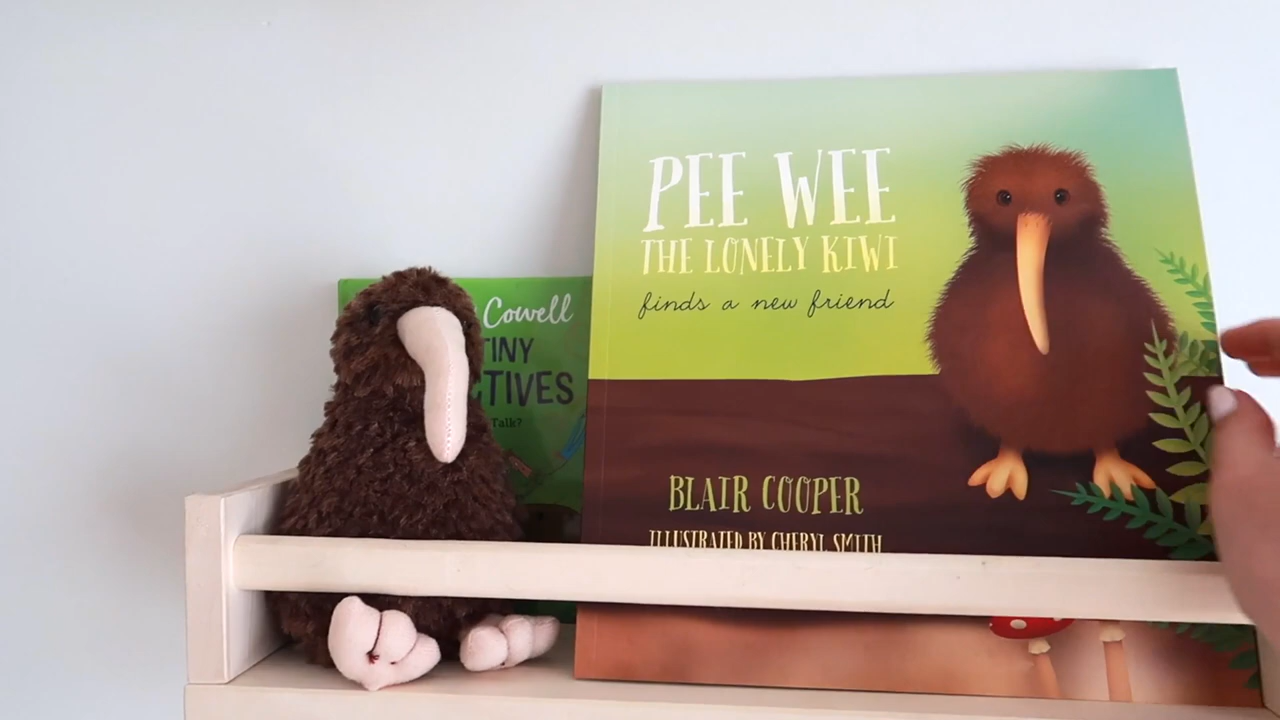 Cowell
TINY
CTIVES
Talk?
PEE WEE
THE LONELY KIWI
finds a new friend
BLAIR COOPER
ILLUSTRATED BY CHERYL SMITH